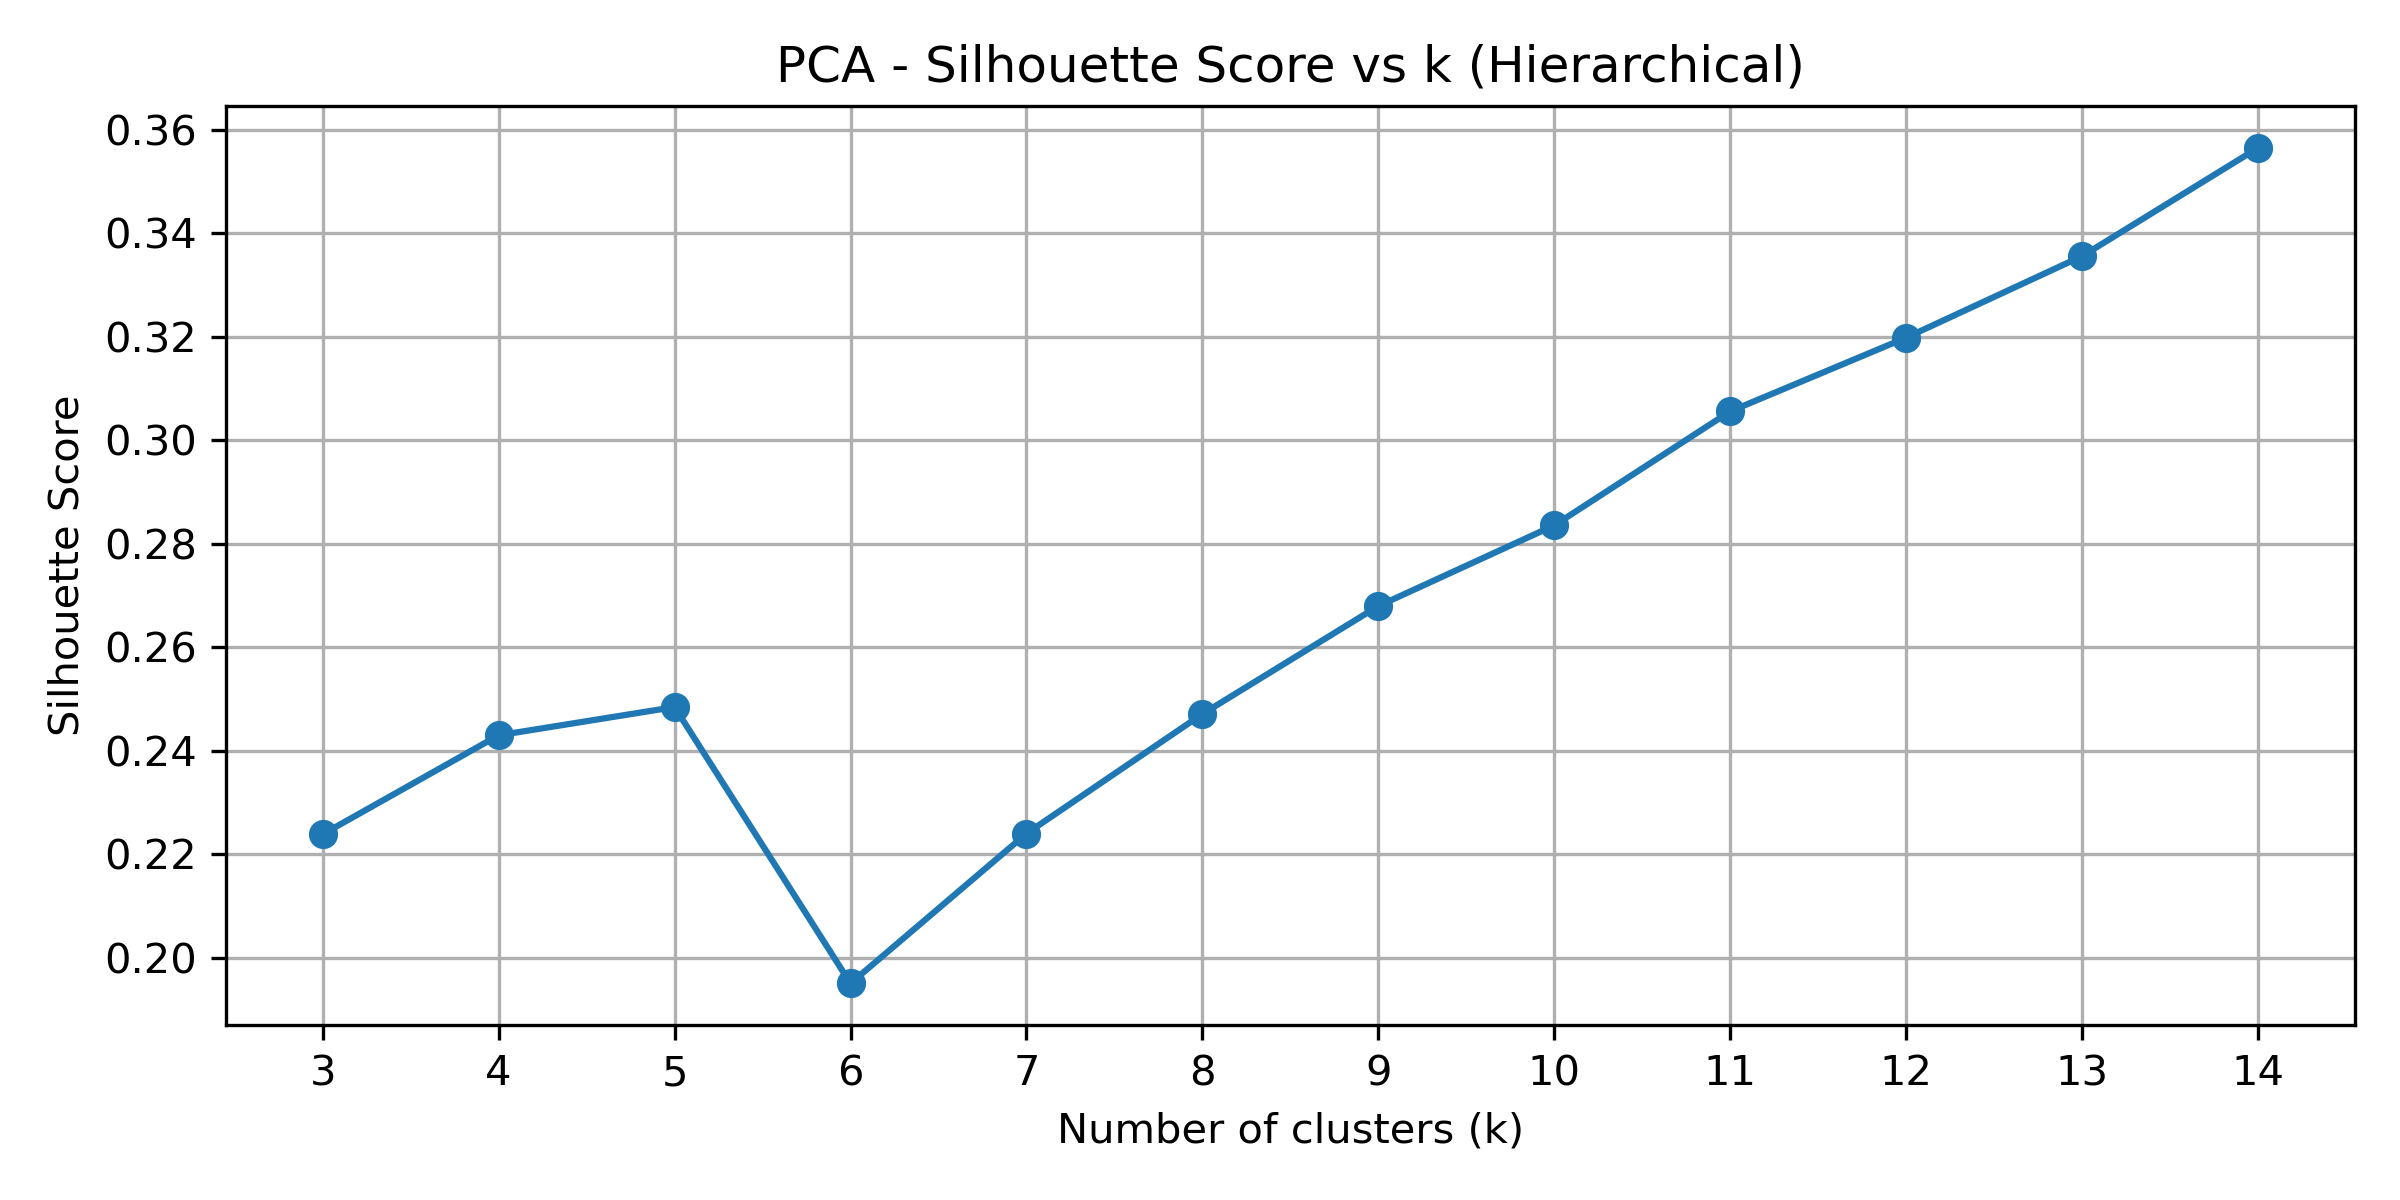 PCA - Silhouette Score vs k (Hierarchical)
Silhouette Score
0.36
0.34
0.32
0.30
0.28
0.26
0.24
0.22
0.20
3 4 5 6 7 8 9 10 11 12 13 14
Number of clusters (k)